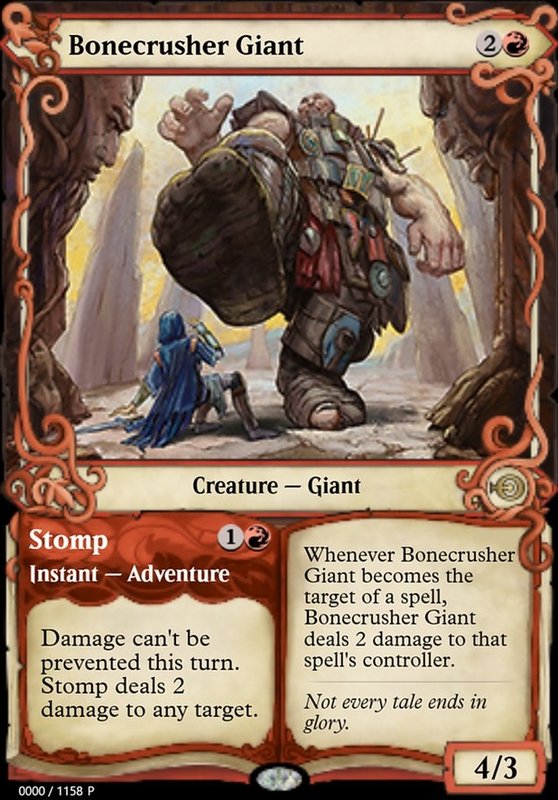 Bonecrusher Giant
2
Creature — Giant
Stomp
1
Instant — Adventure
Damage can't be
prevented this turn.
Stomp deals 2
damage to any target.
Whenever Bonecrusher
Giant becomes the
target of a spell,
Bonecrusher Giant
deals 2 damage to that
spell's controller.
Not every tale ends in
glory.
4/3
0000 / 1158 P